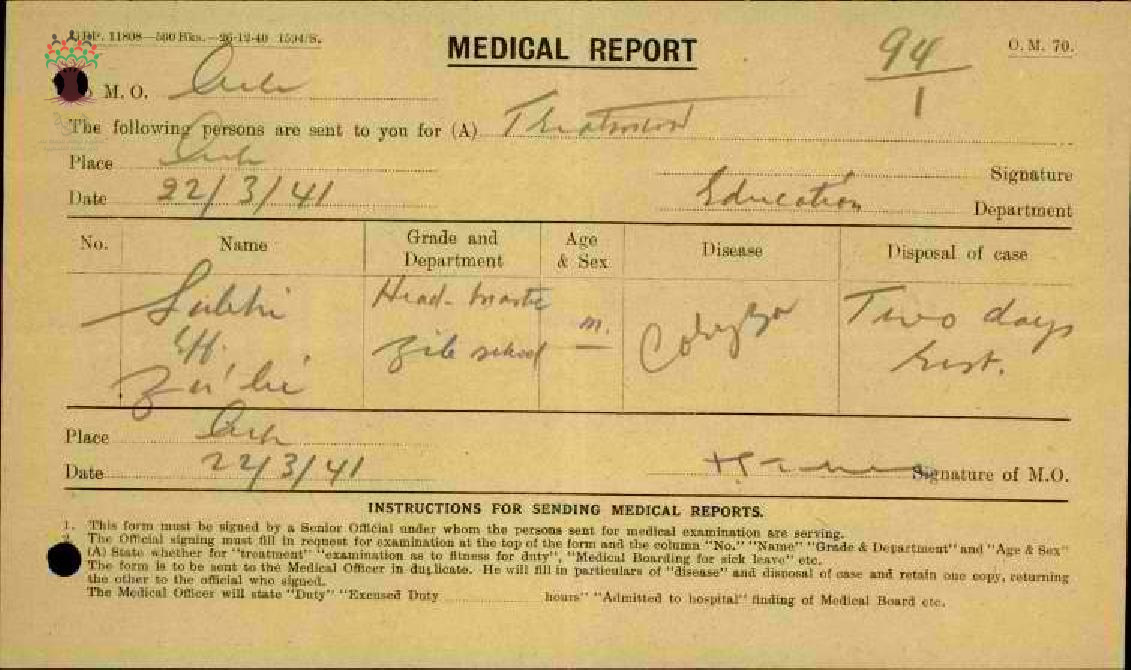 11808—500 Bks.—26-12-40 1594/S.
MEDICAL REPORT
94/1
O. M. 70.
M. O.
The following persons are sent to you for (A) Treatment
Place
Signature
Date 22/3/41
Education Department
No. Name Grade and Department Age & Sex Disease Disposal of case
Subhi Head-Master m. Coryza Two days
Eff. school rest.
Place
Date 22/3/41
Signature of M.O.
INSTRUCTIONS FOR SENDING MEDICAL REPORTS.
1. This form must be signed by a Senior Official under whom the persons sent for medical examination are serving.
The Official signing must fill in request for examination at the top of the form and the column "No." "Name" "Grade & Department" and "Age & Sex"
(A) State whether for "treatment" "examination as to fitness for duty", "Medical Boarding for sick leave" etc.
The form is to be sent to the Medical Officer in duplicate. He will fill in particulars of "disease" and disposal of case and retain one copy, returning
the other to the official who signed.
The Medical Officer will state "Duty" "Excused Duty ........ hours" "Admitted to hospital" finding of Medical Board etc.